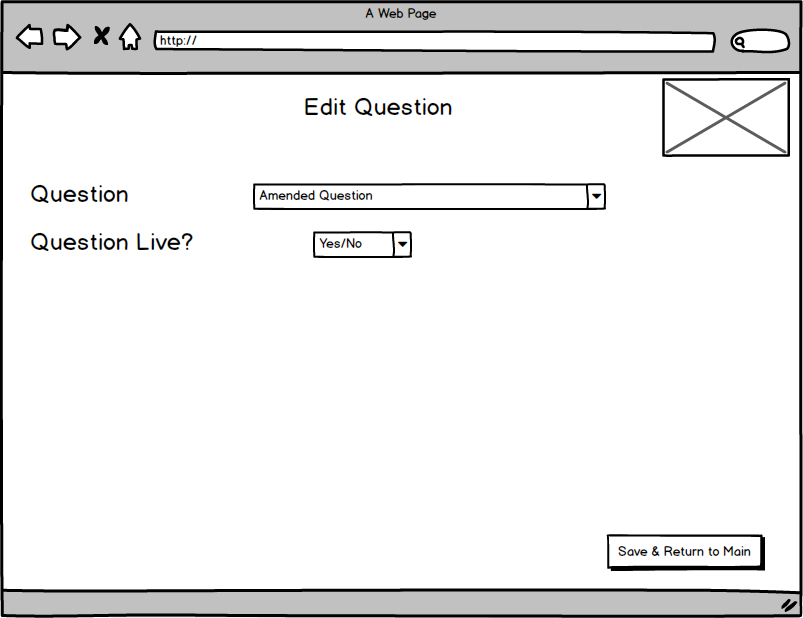 A Web Page
http://
Edit Question
Question
Amended Question
Question Live?
Yes/No
Save & Return to Main